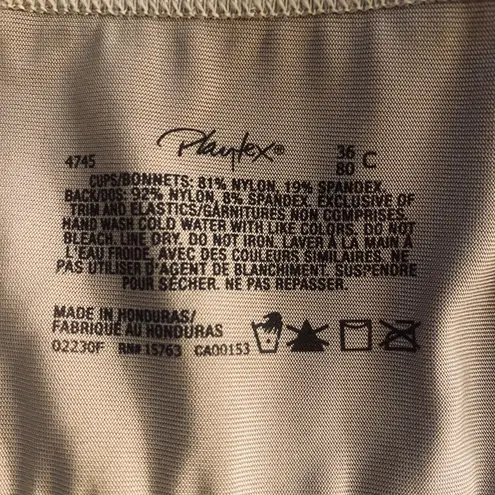 Playtex®
4745 36 C
80
CUPS/BONNETS: 81% NYLON, 19% SPANDEX.
BACK/DOS: 92% NYLON, 8% SPANDEX. EXCLUSIVE OF
TRIM AND ELASTICS/GARNITURES NON COMPRISES.
HAND WASH COLD WATER WITH LIKE COLORS. DO NOT
BLEACH. LINE DRY. DO NOT IRON. LAVER À LA MAIN À
L'EAU FROIDE, AVEC DES COULEURS SIMILAIRES. NE
PAS UTILISER D'AGENT DE BLANCHIMENT. SUSPENDRE
POUR SÉCHER. NE PAS REPASSER.
MADE IN HONDURAS/
FABRIQUÉ AU HONDURAS
02230F RN# 15763 CA00153